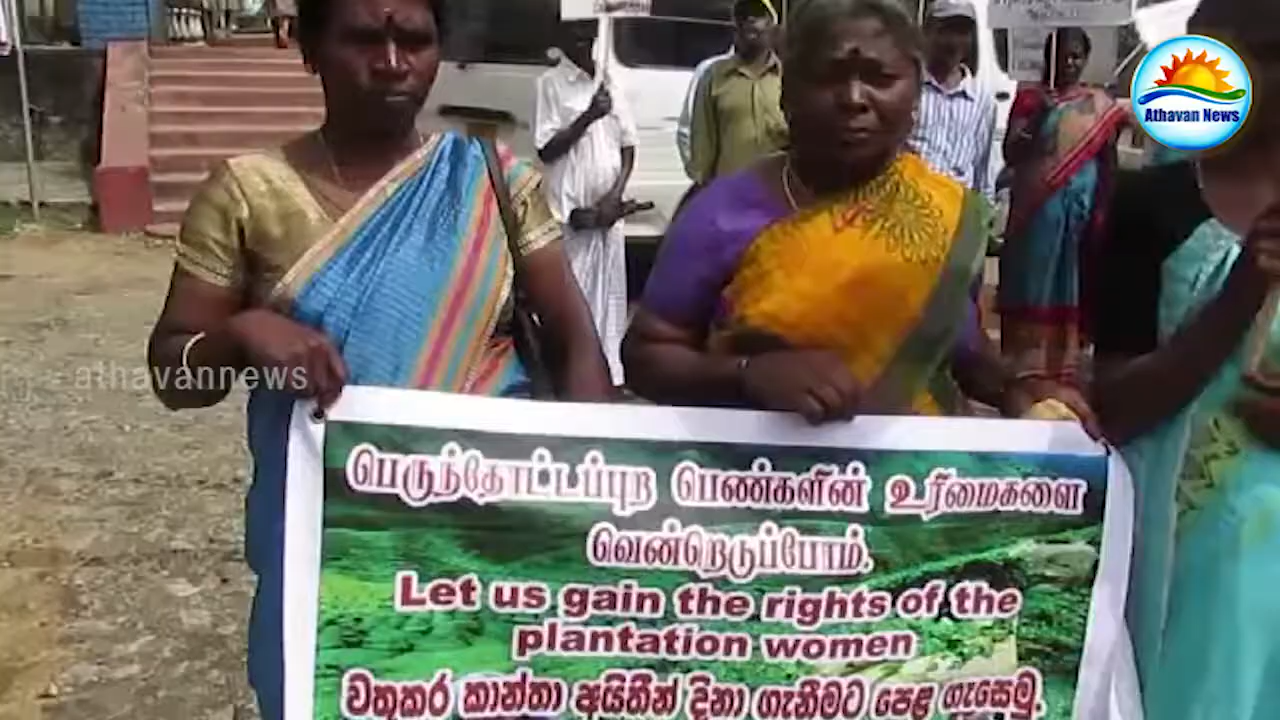 Athavan News
athavannews
பெருந்தோட்டப்புற பெண்களின் உரிமைகளை
வென்றெடுப்போம்.
Let us gain the rights of the
plantation women
වතුකර කාන්තා අයිතීන් දිනා ගැනීමට පෙළ ගැසෙමු.